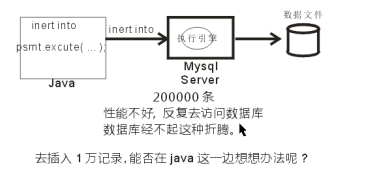 数据文件
inert into
psmt.excute( ... );
inert into
执行引擎
Java
Mysql
Server
200000 条
性能不好, 反复去访问数据库
数据库经不起这种折腾。
去插入 1 万记录, 能否在 java 这一边想想办法呢 ?